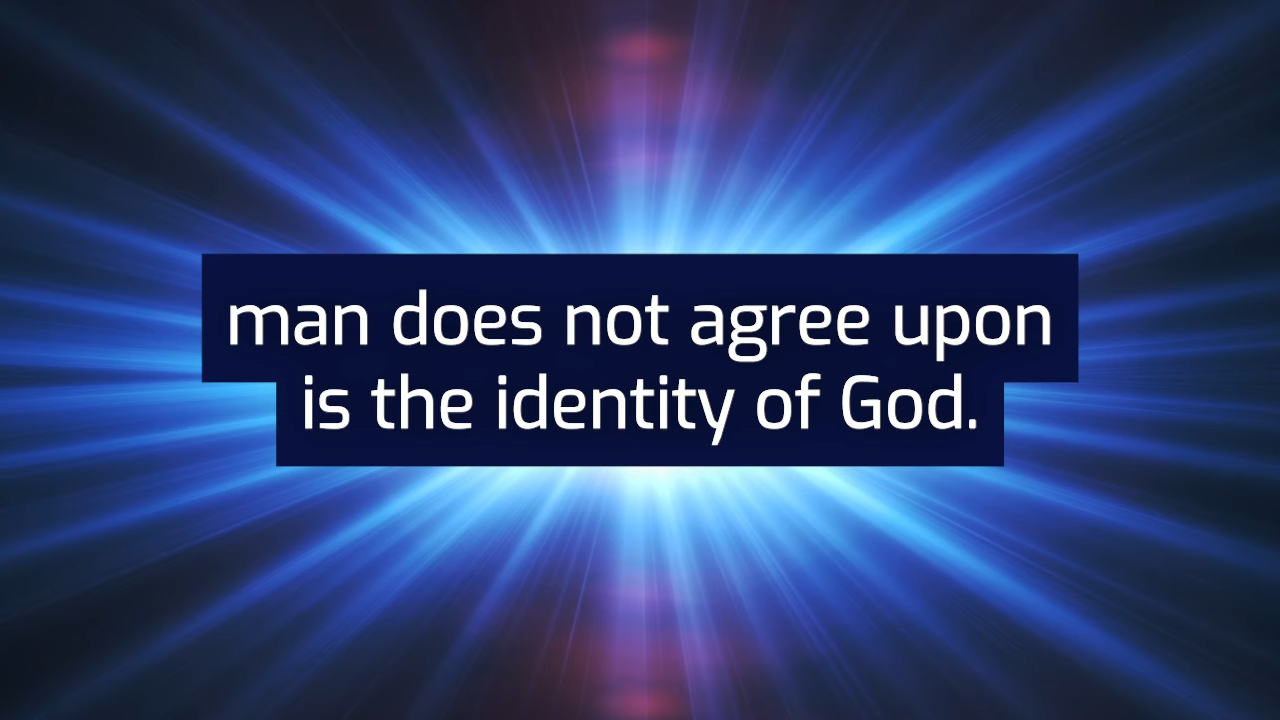 man does not agree upon
is the identity of God.